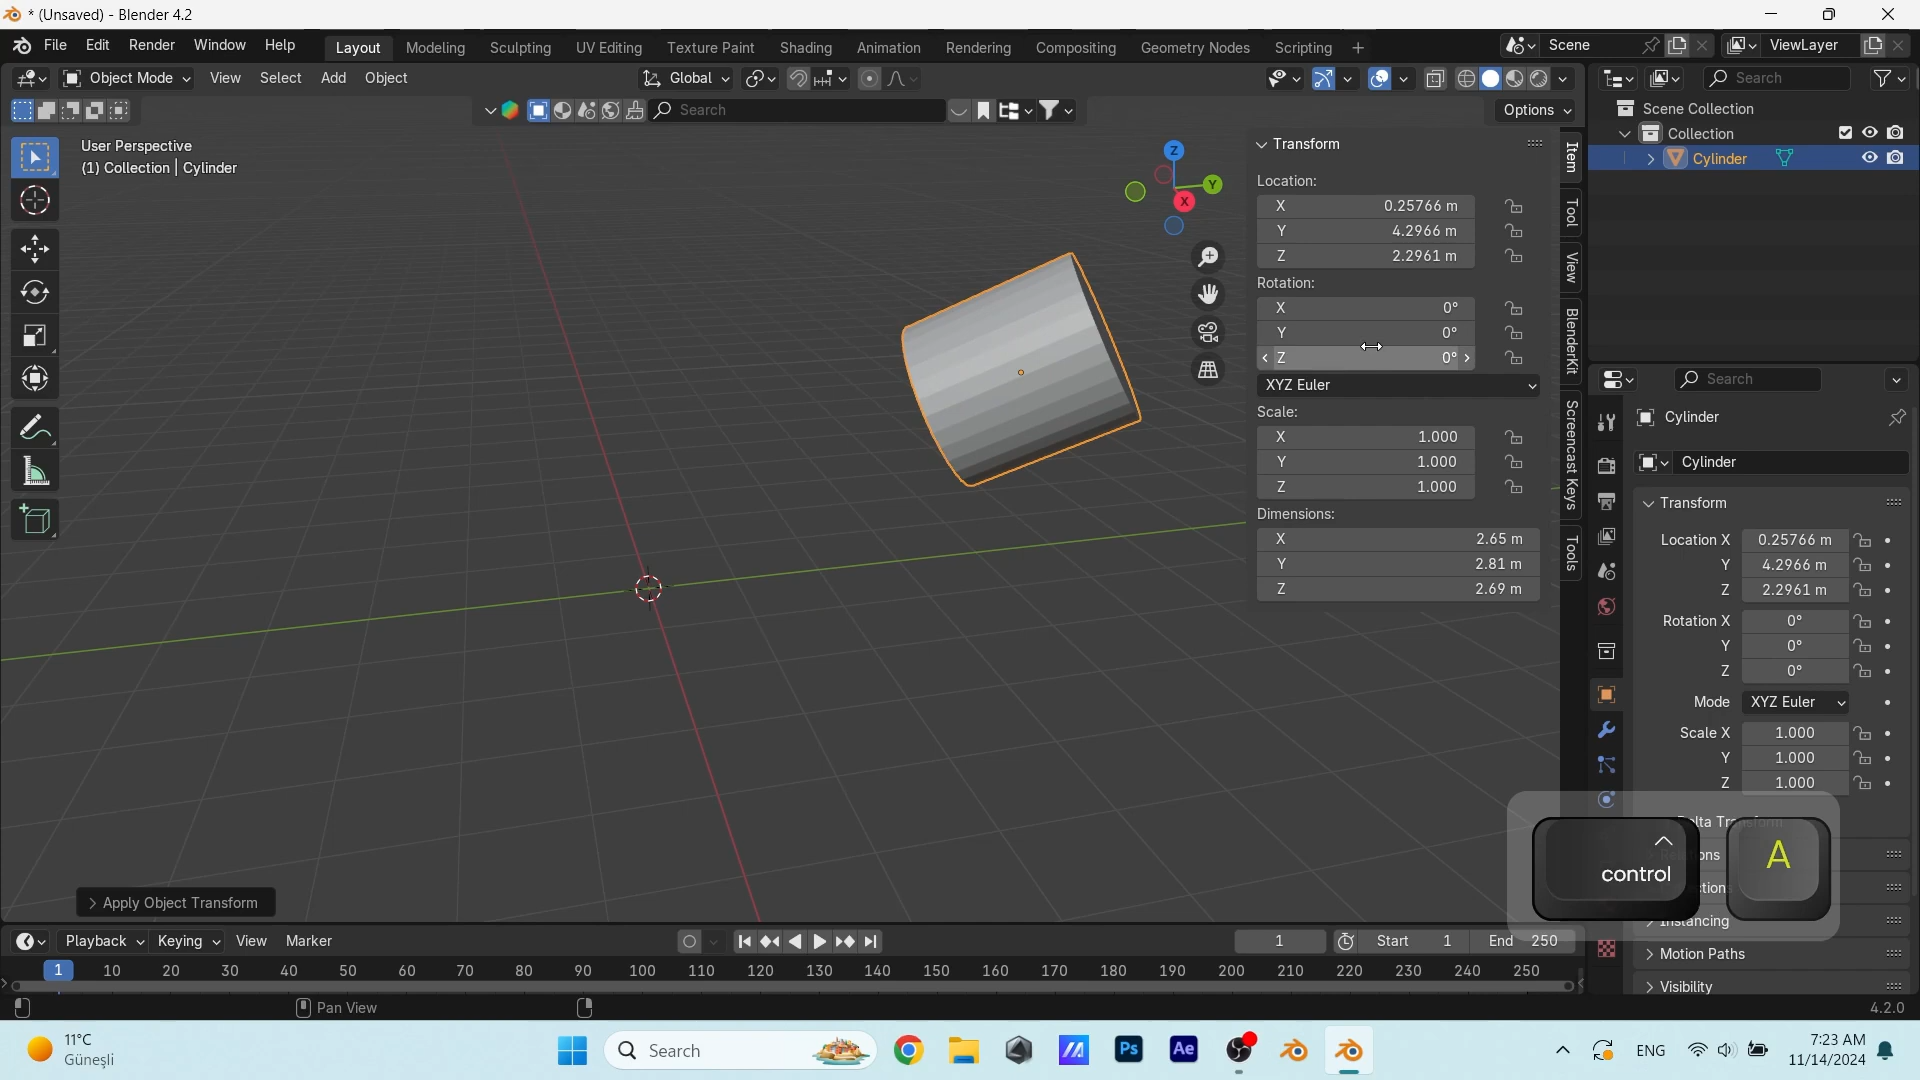 * (Unsaved) - Blender 4.2
File Edit Render Window Help Layout Modeling Sculpting UV Editing Texture Paint Shading Animation Rendering Compositing Geometry Nodes Scripting + Scene ViewLayer
Object Mode View Select Add Object Global Search
Search Options
Scene Collection
Collection
Cylinder
User Perspective
(1) Collection | Cylinder
Z
Y
X
Transform
Location:
X 0.25766 m
Y 4.2966 m
Z 2.2961 m
Rotation:
X 0°
Y 0°
Z 0°
XYZ Euler
Scale:
X 1.000
Y 1.000
Z 1.000
Dimensions:
X 2.65 m
Y 2.81 m
Z 2.69 m
Item
Tool
View
BlenderKit
Screencast Keys
Tools
Search
Cylinder
Cylinder
Transform
Location X 0.25766 m
Y 4.2966 m
Z 2.2961 m
Rotation X 0°
Y 0°
Z 0°
Mode XYZ Euler
Scale X 1.000
Y 1.000
Z 1.000
Instancing
Motion Paths
Visibility
control
A
Apply Object Transform
Playback Keying View Marker 1 Start 1 End 250
1 10 20 30 40 50 60 70 80 90 100 110 120 130 140 150 160 170 180 190 200 210 220 230 240 250
Pan View 4.2.0
11°C
Güneşli
Search
Ps
Ae
ENG
7:23 AM
11/14/2024